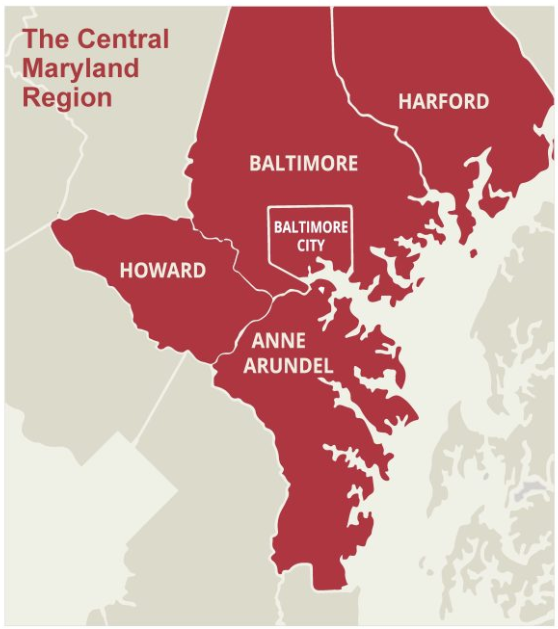 The Central
Maryland
Region
HARFORD
BALTIMORE
BALTIMORE
CITY
HOWARD
ANNE
ARUNDEL